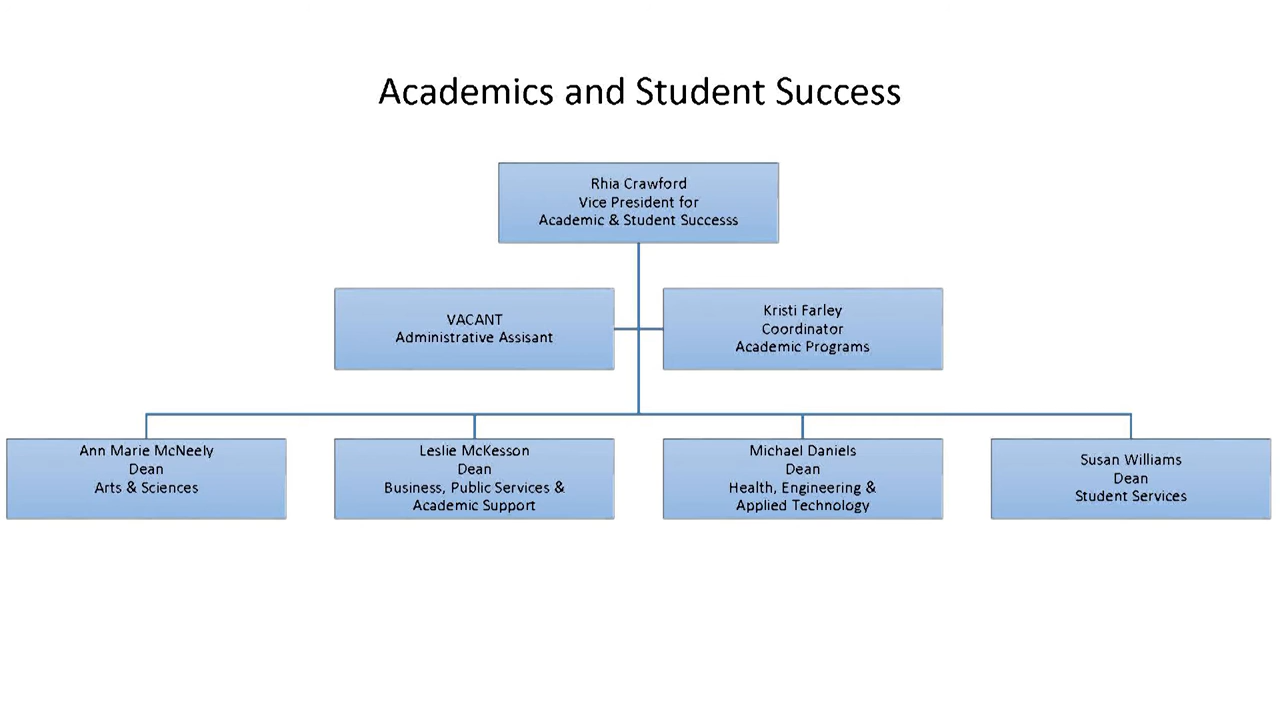 Academics and Student Success
Rhia Crawford
Vice President for
Academic & Student Successs
VACANT
Administrative Assisant
Kristi Farley
Coordinator
Academic Programs
Ann Marie McNeely
Dean
Arts & Sciences
Leslie McKesson
Dean
Business, Public Services &
Academic Support
Michael Daniels
Dean
Health, Engineering &
Applied Technology
Susan Williams
Dean
Student Services